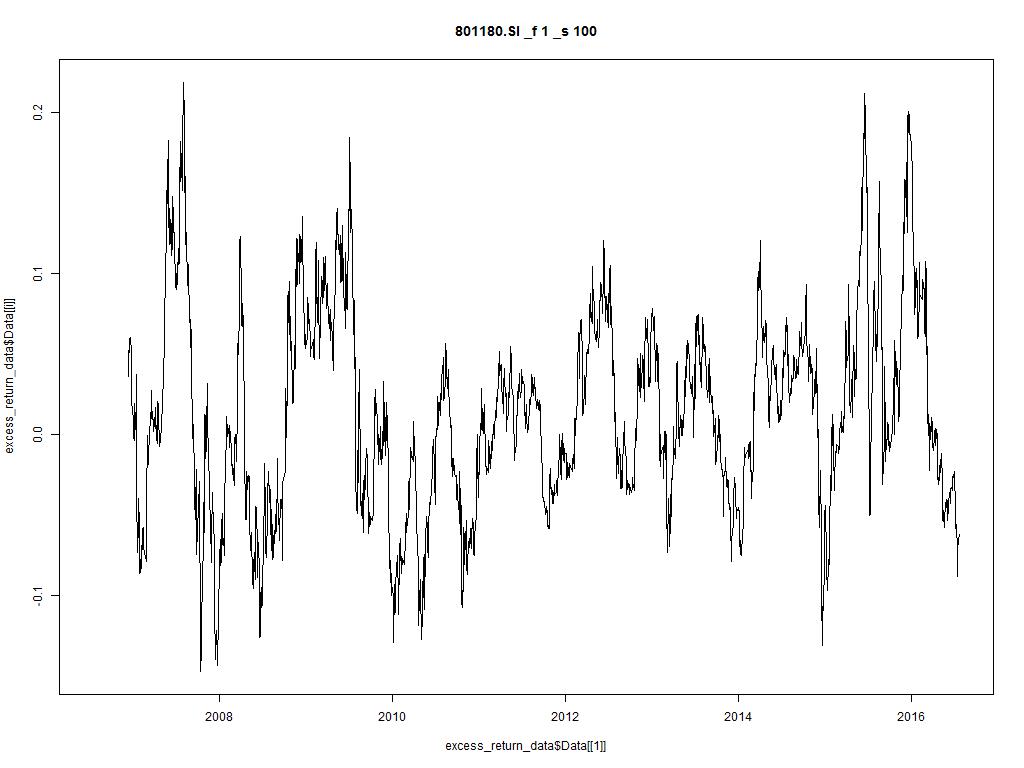 801180.SI _f 1 _s 100
excess_return_data$Data[[i]]
0.2
0.1
0.0
-0.1
2008 2010 2012 2014 2016
excess_return_data$Data[[1]]